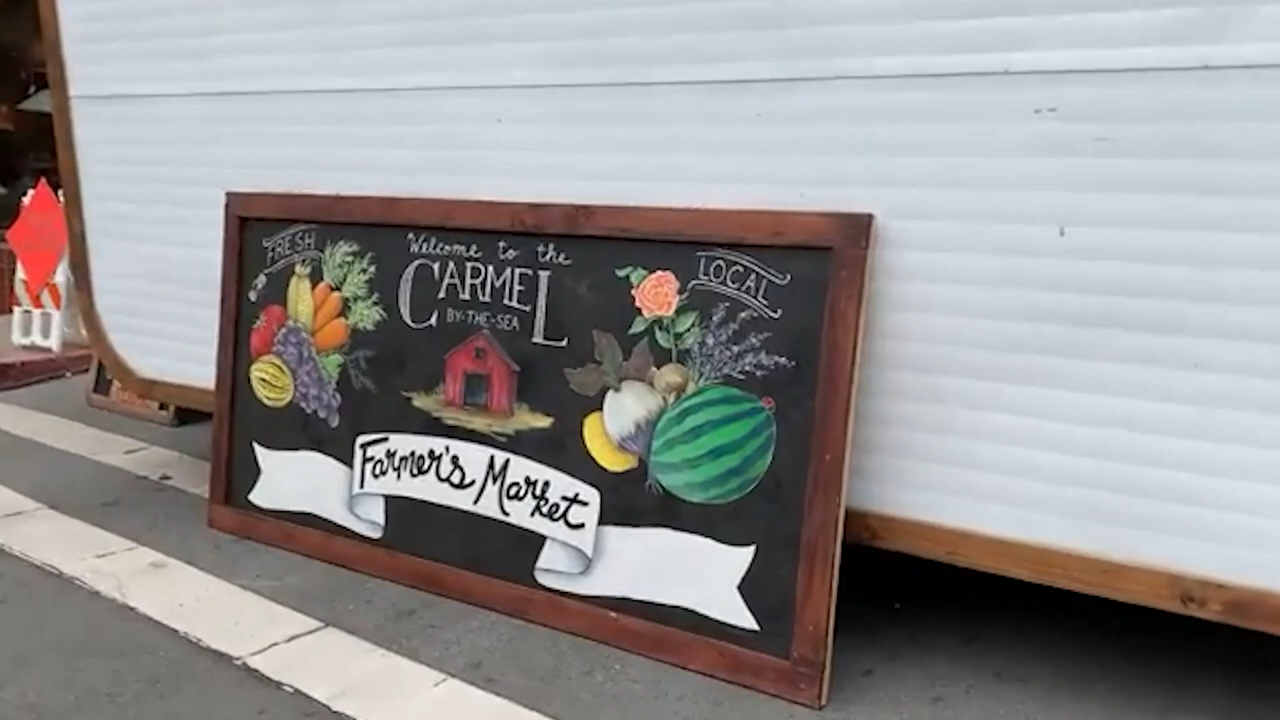 FRESH
Welcome to the
CARMEL
BY-THE-SEA
LOCAL
Farmer's Market